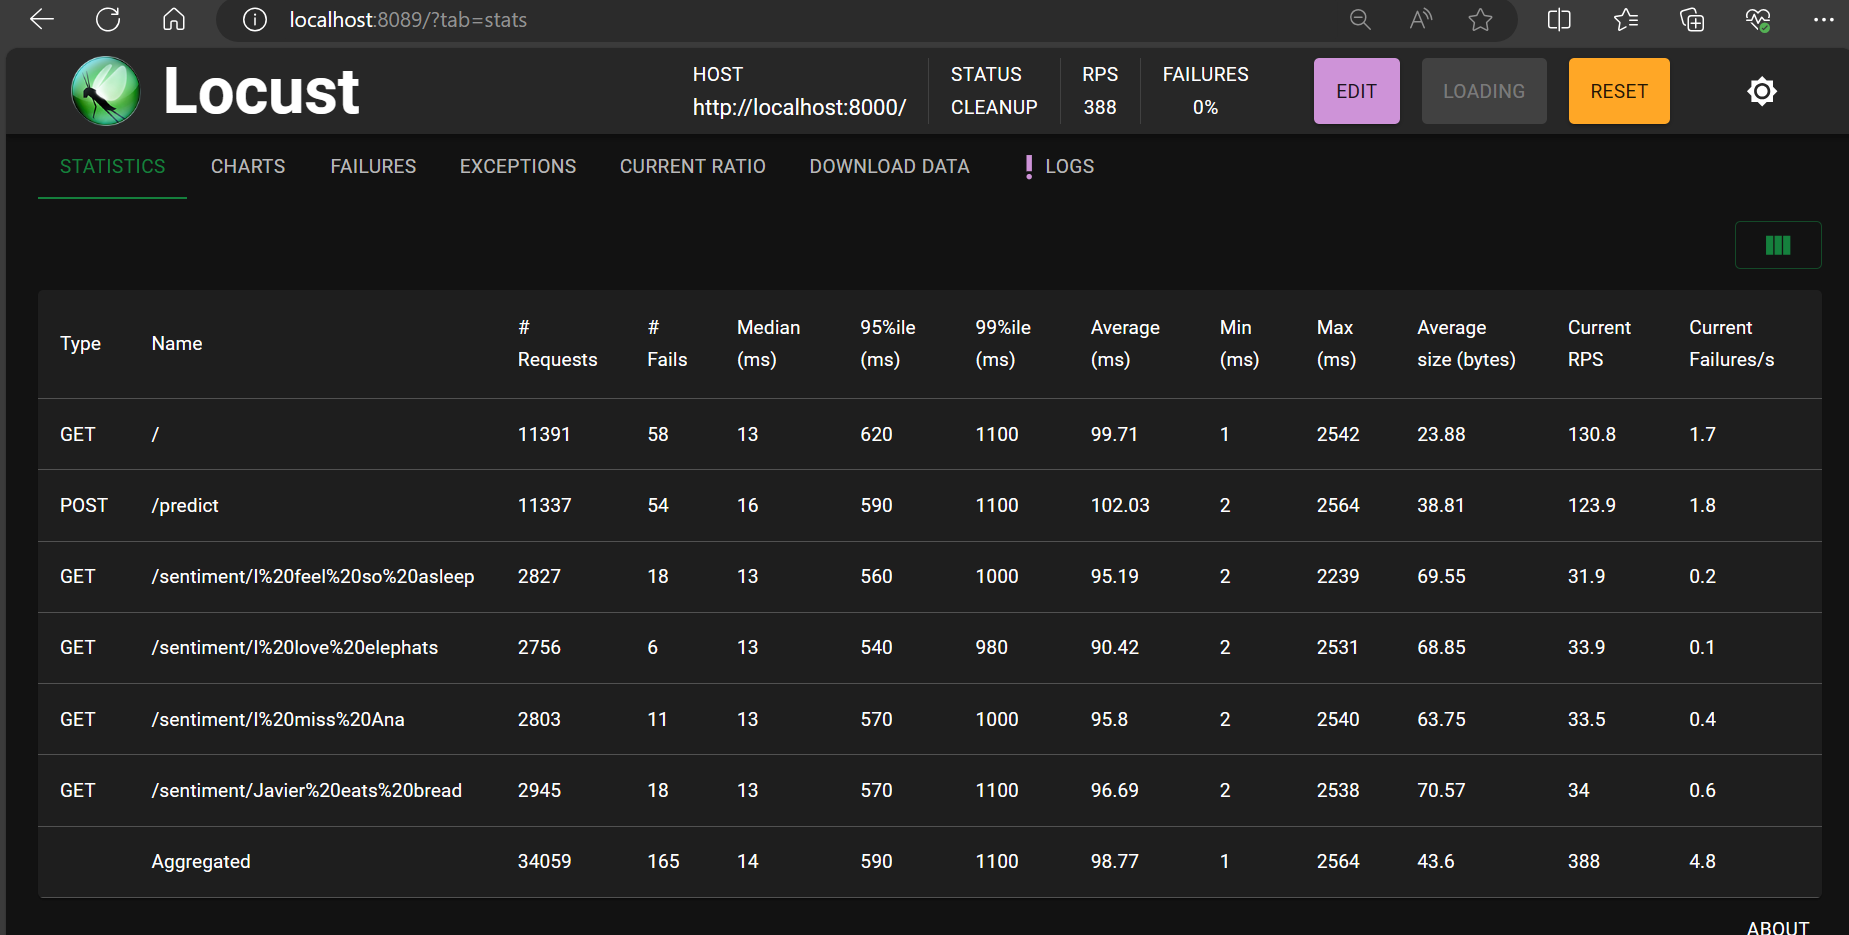 localhost:8089/?tab=stats
Locust
HOST
http://localhost:8000/
STATUS
CLEANUP
RPS
388
FAILURES
0%
EDIT
LOADING
RESET
STATISTICS CHARTS FAILURES EXCEPTIONS CURRENT RATIO DOWNLOAD DATA LOGS
Type Name # Requests # Fails Median (ms) 95%ile (ms) 99%ile (ms) Average (ms) Min (ms) Max (ms) Average size (bytes) Current RPS Current Failures/s
GET / 11391 58 13 620 1100 99.71 1 2542 23.88 130.8 1.7
POST /predict 11337 54 16 590 1100 102.03 2 2564 38.81 123.9 1.8
GET /sentiment/I%20feel%20so%20asleep 2827 18 13 560 1000 95.19 2 2239 69.55 31.9 0.2
GET /sentiment/I%20love%20elephats 2756 6 13 540 980 90.42 2 2531 68.85 33.9 0.1
GET /sentiment/I%20miss%20Ana 2803 11 13 570 1000 95.8 2 2540 63.75 33.5 0.4
GET /sentiment/Javier%20eats%20bread 2945 18 13 570 1100 96.69 2 2538 70.57 34 0.6
Aggregated 34059 165 14 590 1100 98.77 1 2564 43.6 388 4.8
ABOUT